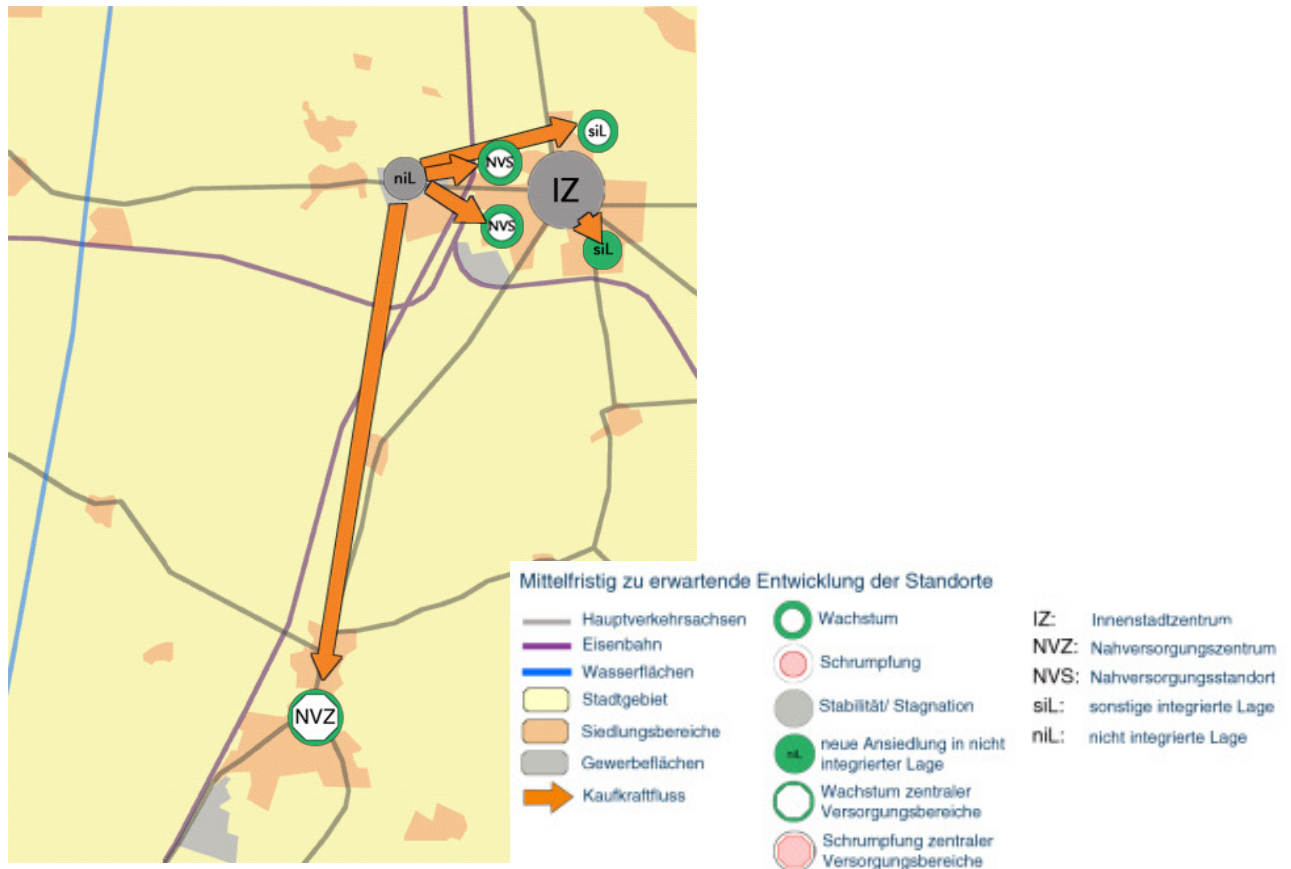 siL
NVS
niL
IZ
NVS
siL
NVZ
Mittelfristig zu erwartende Entwicklung der Standorte
Hauptverkehrsachsen
Eisenbahn
Wasserflächen
Stadtgebiet
Siedlungsbereiche
Gewerbeflächen
Kaufkraftfluss
Wachstum
Schrumpfung
Stabilität/ Stagnation
niL
neue Ansiedlung in nicht
integrierter Lage
Wachstum zentraler
Versorgungsbereiche
Schrumpfung zentraler
Versorgungsbereiche
IZ: Innenstadtzentrum
NVZ: Nahversorgungszentrum
NVS: Nahversorgungsstandort
siL: sonstige integrierte Lage
niL: nicht integrierte Lage